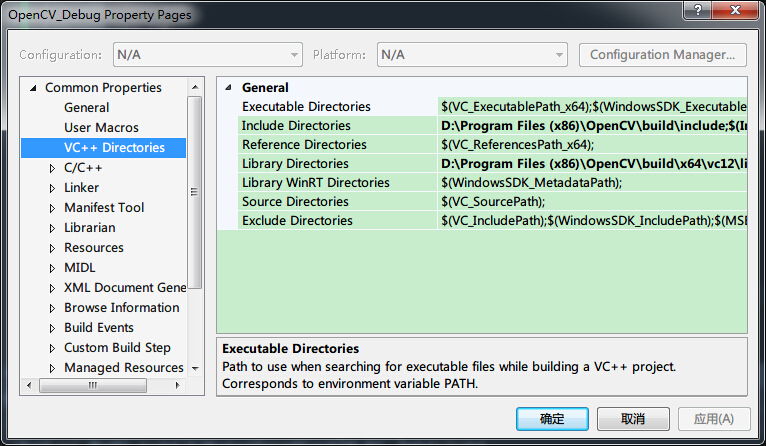 OpenCV_Debug Property Pages
Configuration: N/A Platform: N/A Configuration Manager...
Common Properties
General
User Macros
VC++ Directories
C/C++
Linker
Manifest Tool
Librarian
Resources
MIDL
XML Document Gene
Browse Information
Build Events
Custom Build Step
Managed Resources
General
Executable Directories $(VC_ExecutablePath_x64);$(WindowsSDK_Executable
Include Directories D:\Program Files (x86)\OpenCV\build\include;$(I
Reference Directories $(VC_ReferencesPath_x64);
Library Directories D:\Program Files (x86)\OpenCV\build\x64\vc12\li
Library WinRT Directories $(WindowsSDK_MetadataPath);
Source Directories $(VC_SourcePath);
Exclude Directories $(VC_IncludePath);$(WindowsSDK_IncludePath);$(MSB
Executable Directories
Path to use when searching for executable files while building a VC++ project.
Corresponds to environment variable PATH.
确定 取消 应用(A)